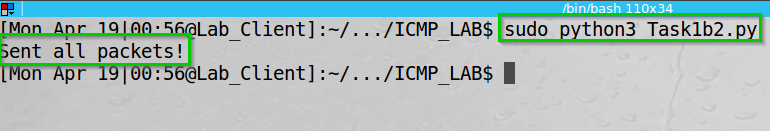 /bin/bash 110x34
[Mon Apr 19|00:56@Lab_Client]:~/.../ICMP_LAB$ sudo python3 Task1b2.py
Sent all packets!
[Mon Apr 19|00:56@Lab_Client]:~/.../ICMP_LAB$